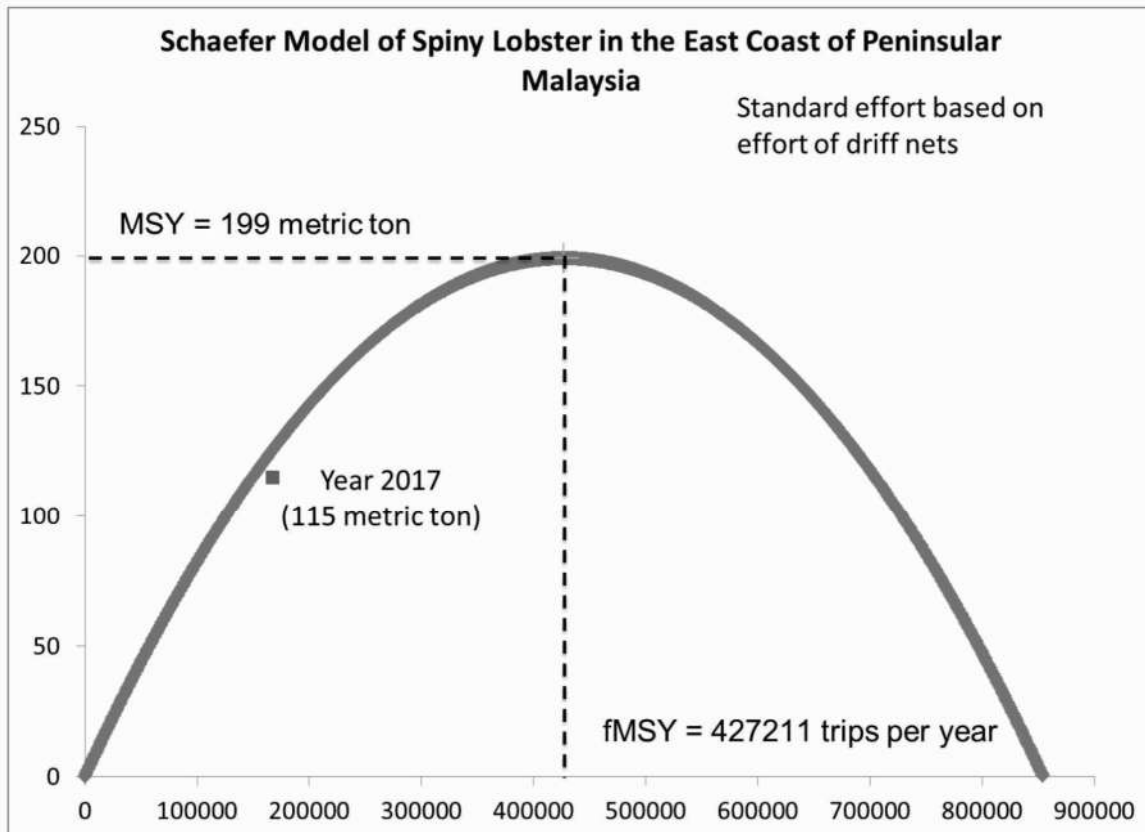 Schaefer Model of Spiny Lobster in the East Coast of Peninsular
Malaysia
Standard effort based on
effort of driff nets
250
MSY = 199 metric ton
200
150
Year 2017
(115 metric ton)
100
50
fMSY = 427211 trips per year
0
0 100000 200000 300000 400000 500000 600000 700000 800000 900000